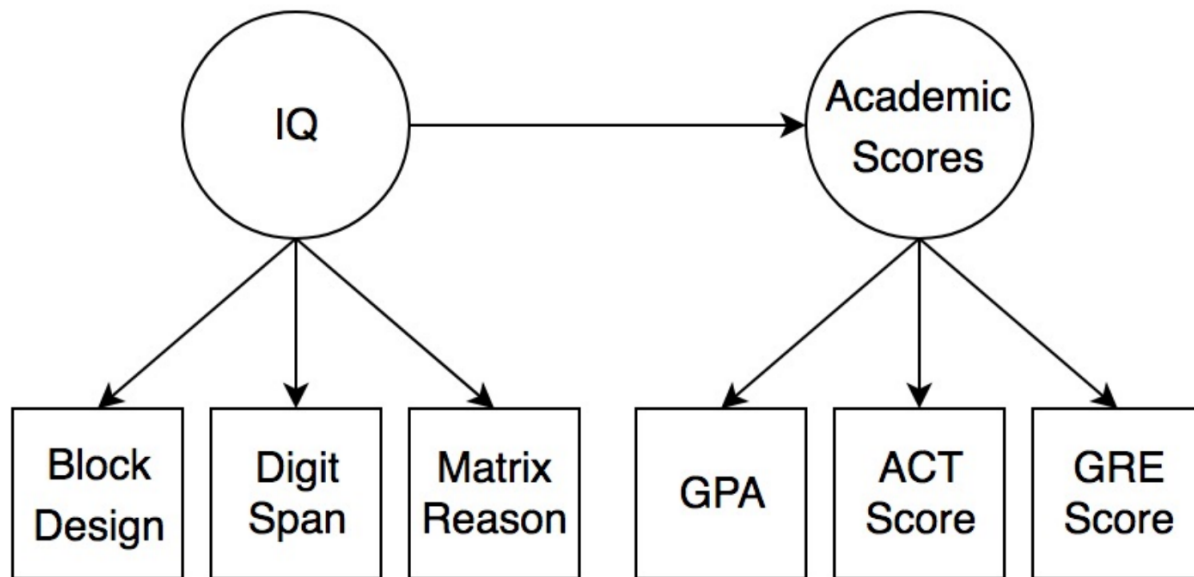 IQ
Academic
Scores
Block
Design
Digit
Span
Matrix
Reason
GPA
ACT
Score
GRE
Score